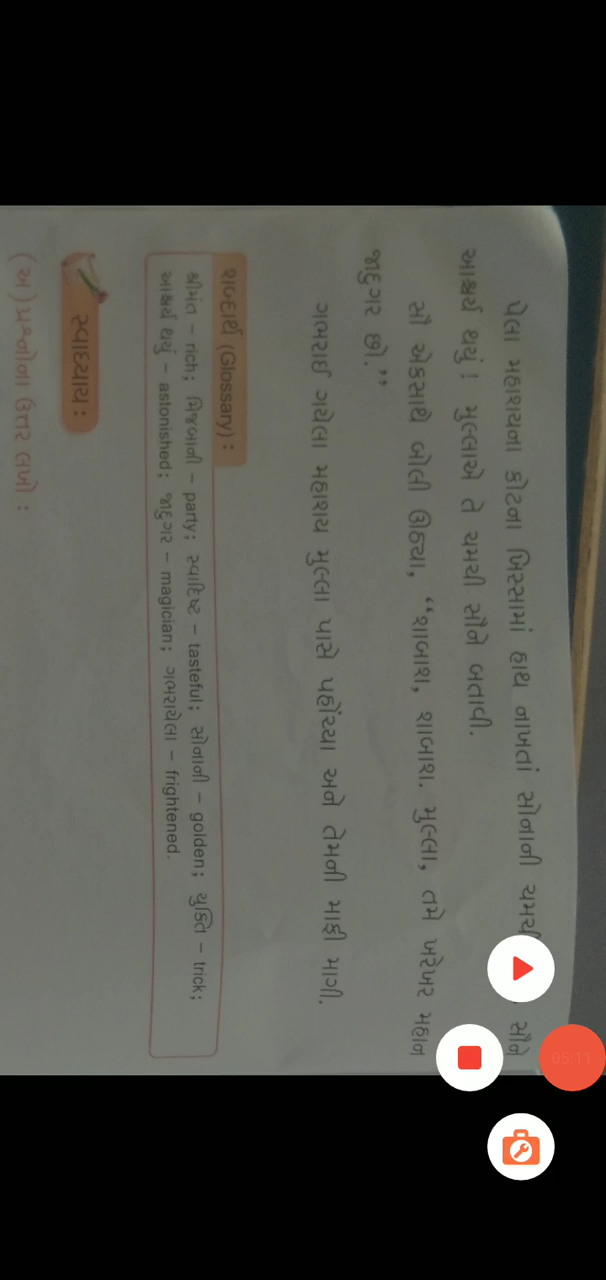 પેલા મહાશયના કોટના ખિસ્સામાં હાથ નાખતાં સોનાની ચમચી સૌને
આશ્ચર્ય થયું ! મુલ્લાએ તે ચમચી સૌને બતાવી.
સૌ એકસાથે બોલી ઊઠ્યા, “શાબાશ, શાબાશ. મુલ્લા, તમે ખરેખર મહાન
જાદુગર છો.”
ગભરાઈ ગયેલા મહાશય મુલ્લા પાસે પહોંચ્યા અને તેમની માફી માગી.
શબ્દાર્થ (Glossary) :
શ્રીમંત – rich; મિજબાની – party; સ્વાદિષ્ટ – tasteful; સોનાની – golden; યુક્તિ – trick;
આશ્ચર્ય થયું – astonished; જાદુગર – magician; ગભરાયેલા – frightened.
સ્વાધ્યાય :
(અ) પ્રશ્નોના ઉત્તર લખો :
05:11